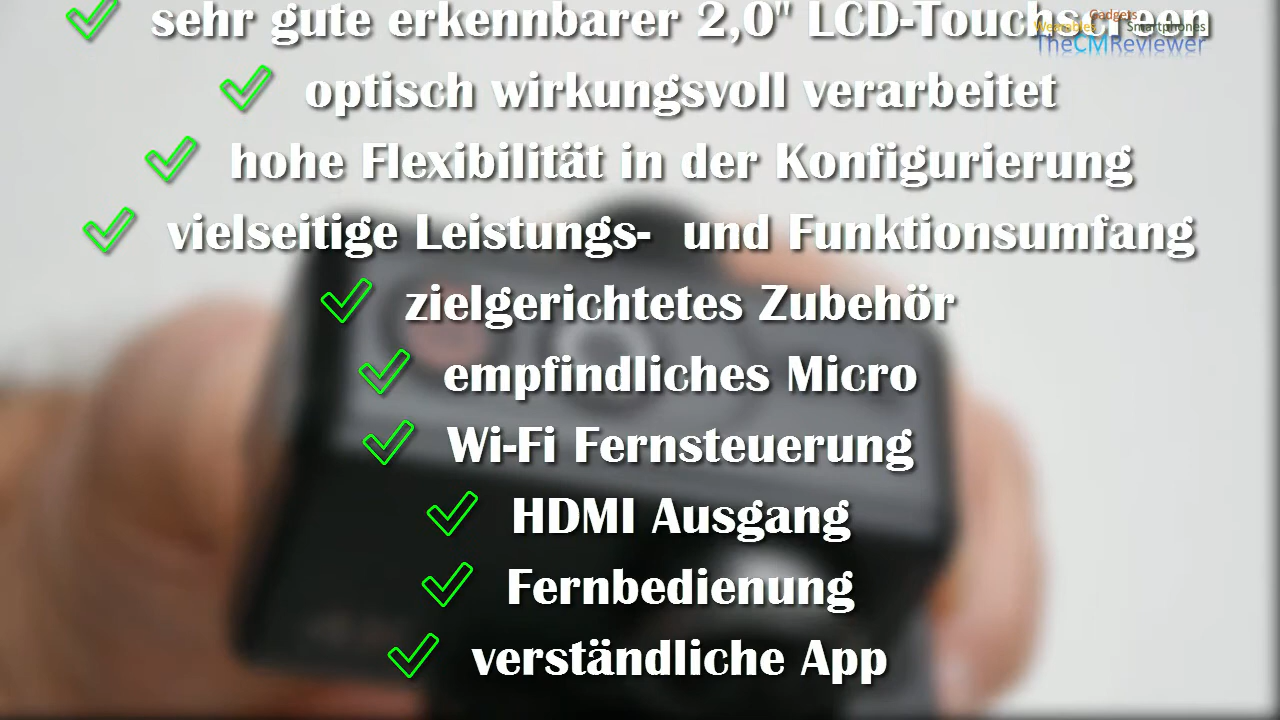 sehr gute erkennbarer 2,0" LCD-Touchscreen
Gadgets
Wearables Smartphones
TheCMReviewer
optisch wirkungsvoll verarbeitet
hohe Flexibilität in der Konfigurierung
vielseitige Leistungs- und Funktionsumfang
zielgerichtetes Zubehör
empfindliches Micro
Wi-Fi Fernsteuerung
HDMI Ausgang
Fernbedienung
verständliche App